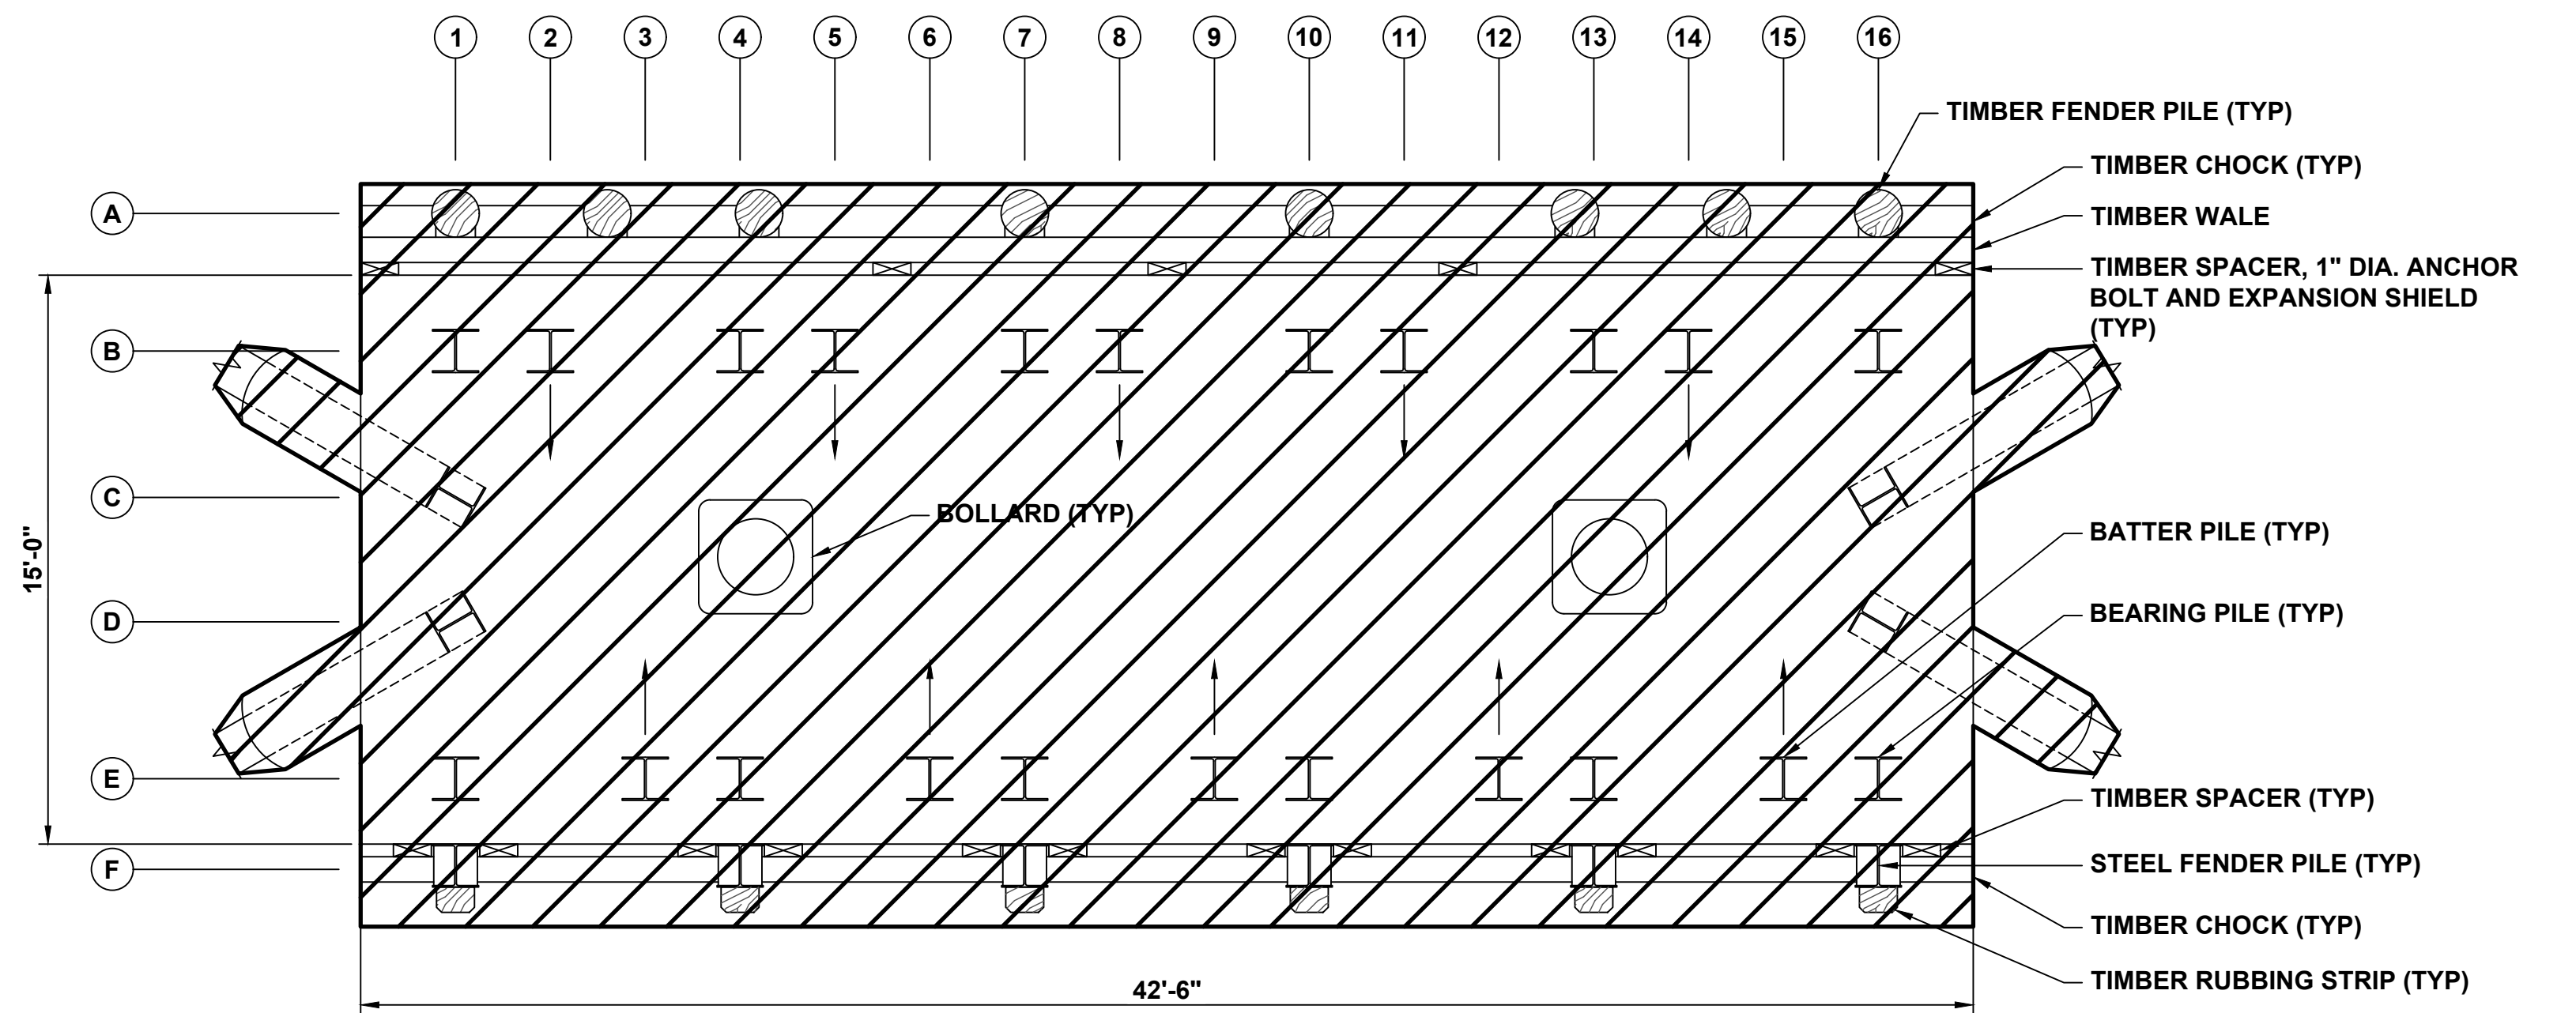 1 2 3 4 5 6 7 8 9 10 11 12 13 14 15 16
TIMBER FENDER PILE (TYP)
TIMBER CHOCK (TYP)
A
TIMBER WALE
TIMBER SPACER, 1" DIA. ANCHOR
BOLT AND EXPANSION SHIELD
(TYP)
B
C
BOLLARD (TYP)
BATTER PILE (TYP)
15'-0"
BEARING PILE (TYP)
D
E
TIMBER SPACER (TYP)
F
STEEL FENDER PILE (TYP)
TIMBER CHOCK (TYP)
TIMBER RUBBING STRIP (TYP)
42'-6"